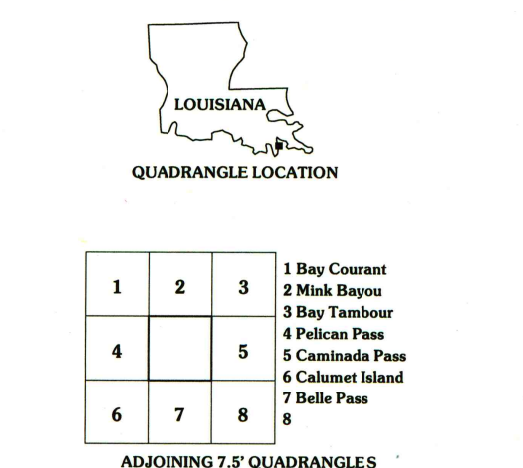 LOUISIANA
QUADRANGLE LOCATION
1 2 3
4 5
6 7 8
1 Bay Courant
2 Mink Bayou
3 Bay Tambour
4 Pelican Pass
5 Caminada Pass
6 Calumet Island
7 Belle Pass
8
ADJOINING 7.5' QUADRANGLES